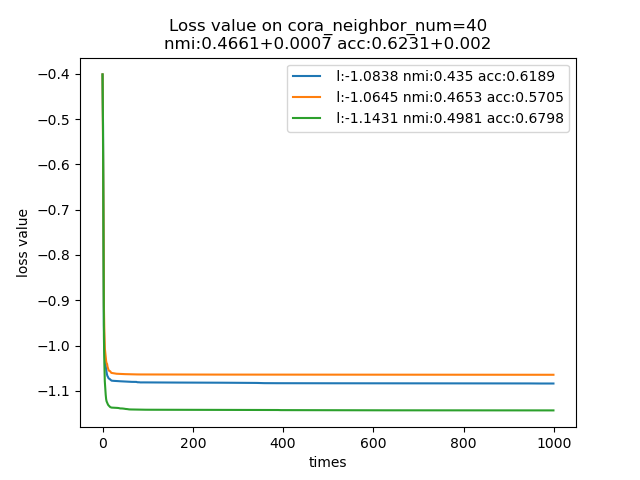 Loss value on cora_neighbor_num=40
nmi:0.4661+0.0007 acc:0.6231+0.002
l:-1.0838 nmi:0.435 acc:0.6189
l:-1.0645 nmi:0.4653 acc:0.5705
l:-1.1431 nmi:0.4981 acc:0.6798
−0.4
−0.5
−0.6
−0.7
−0.8
−0.9
−1.0
−1.1
loss value
0 200 400 600 800 1000
times